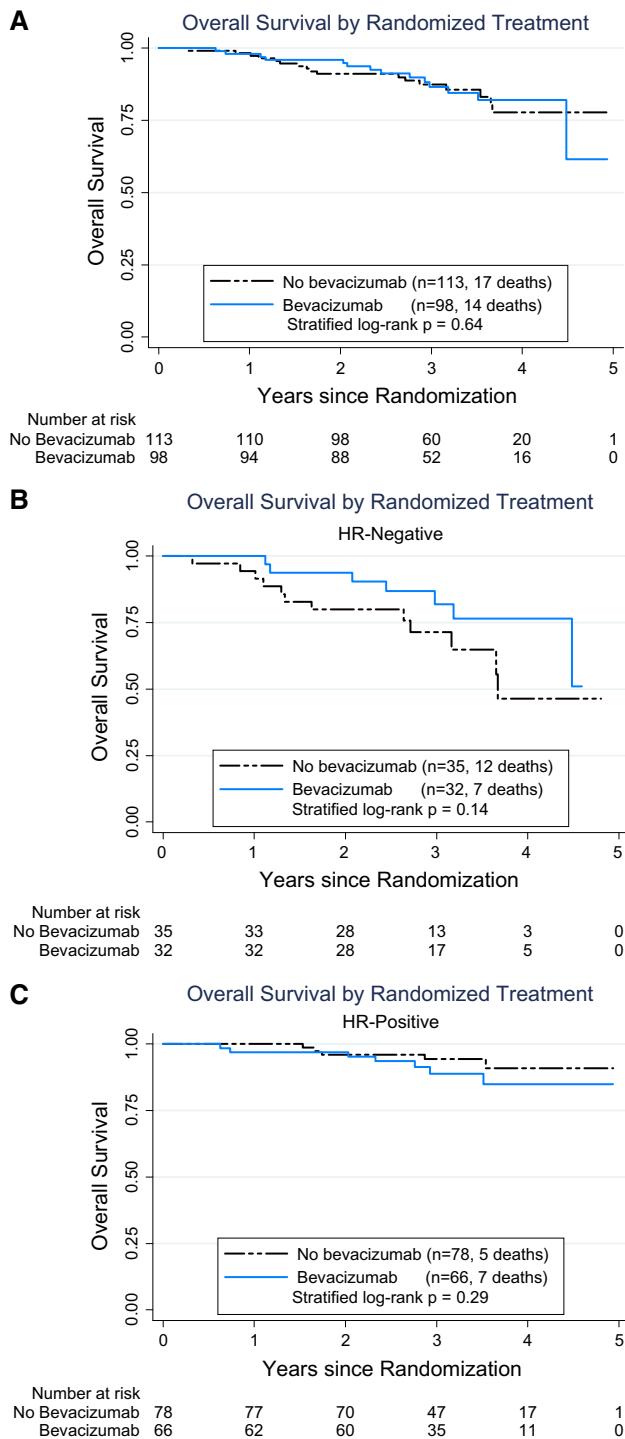 A
Overall Survival by Randomized Treatment
1.00
0.75
0.50
0.25
0.00
Overall Survival
No bevacizumab (n=113, 17 deaths)
Bevacizumab (n=98, 14 deaths)
Stratified log-rank p = 0.64
0 1 2 3 4 5
Years since Randomization
Number at risk
No Bevacizumab 113 110 98 60 20 1
Bevacizumab 98 94 88 52 16 0
B
Overall Survival by Randomized Treatment
HR-Negative
1.00
0.75
0.50
0.25
0.00
Overall Survival
No bevacizumab (n=35, 12 deaths)
Bevacizumab (n=32, 7 deaths)
Stratified log-rank p = 0.14
0 1 2 3 4 5
Years since Randomization
Number at risk
No Bevacizumab 35 33 28 13 3 0
Bevacizumab 32 32 28 17 5 0
C
Overall Survival by Randomized Treatment
HR-Positive
1.00
0.75
0.50
0.25
0.00
Overall Survival
No bevacizumab (n=78, 5 deaths)
Bevacizumab (n=66, 7 deaths)
Stratified log-rank p = 0.29
0 1 2 3 4 5
Years since Randomization
Number at risk
No Bevacizumab 78 77 70 47 17 1
Bevacizumab 66 62 60 35 11 0